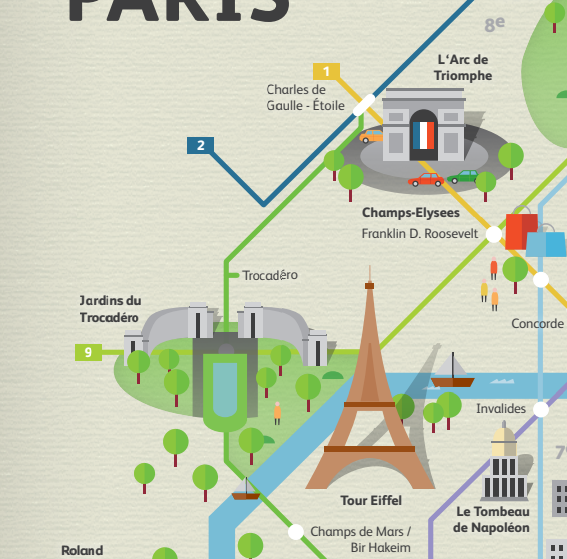 PARIS
8e
L'Arc de
Triomphe
1
Charles de
Gaulle - Étoile
2
Champs-Elysees
Franklin D. Roosevelt
Trocadéro
Jardins du
Trocadéro
Concorde
9
Invalides
7
Tour Eiffel
Le Tombeau
de Napoléon
Champs de Mars /
Bir Hakeim
Roland